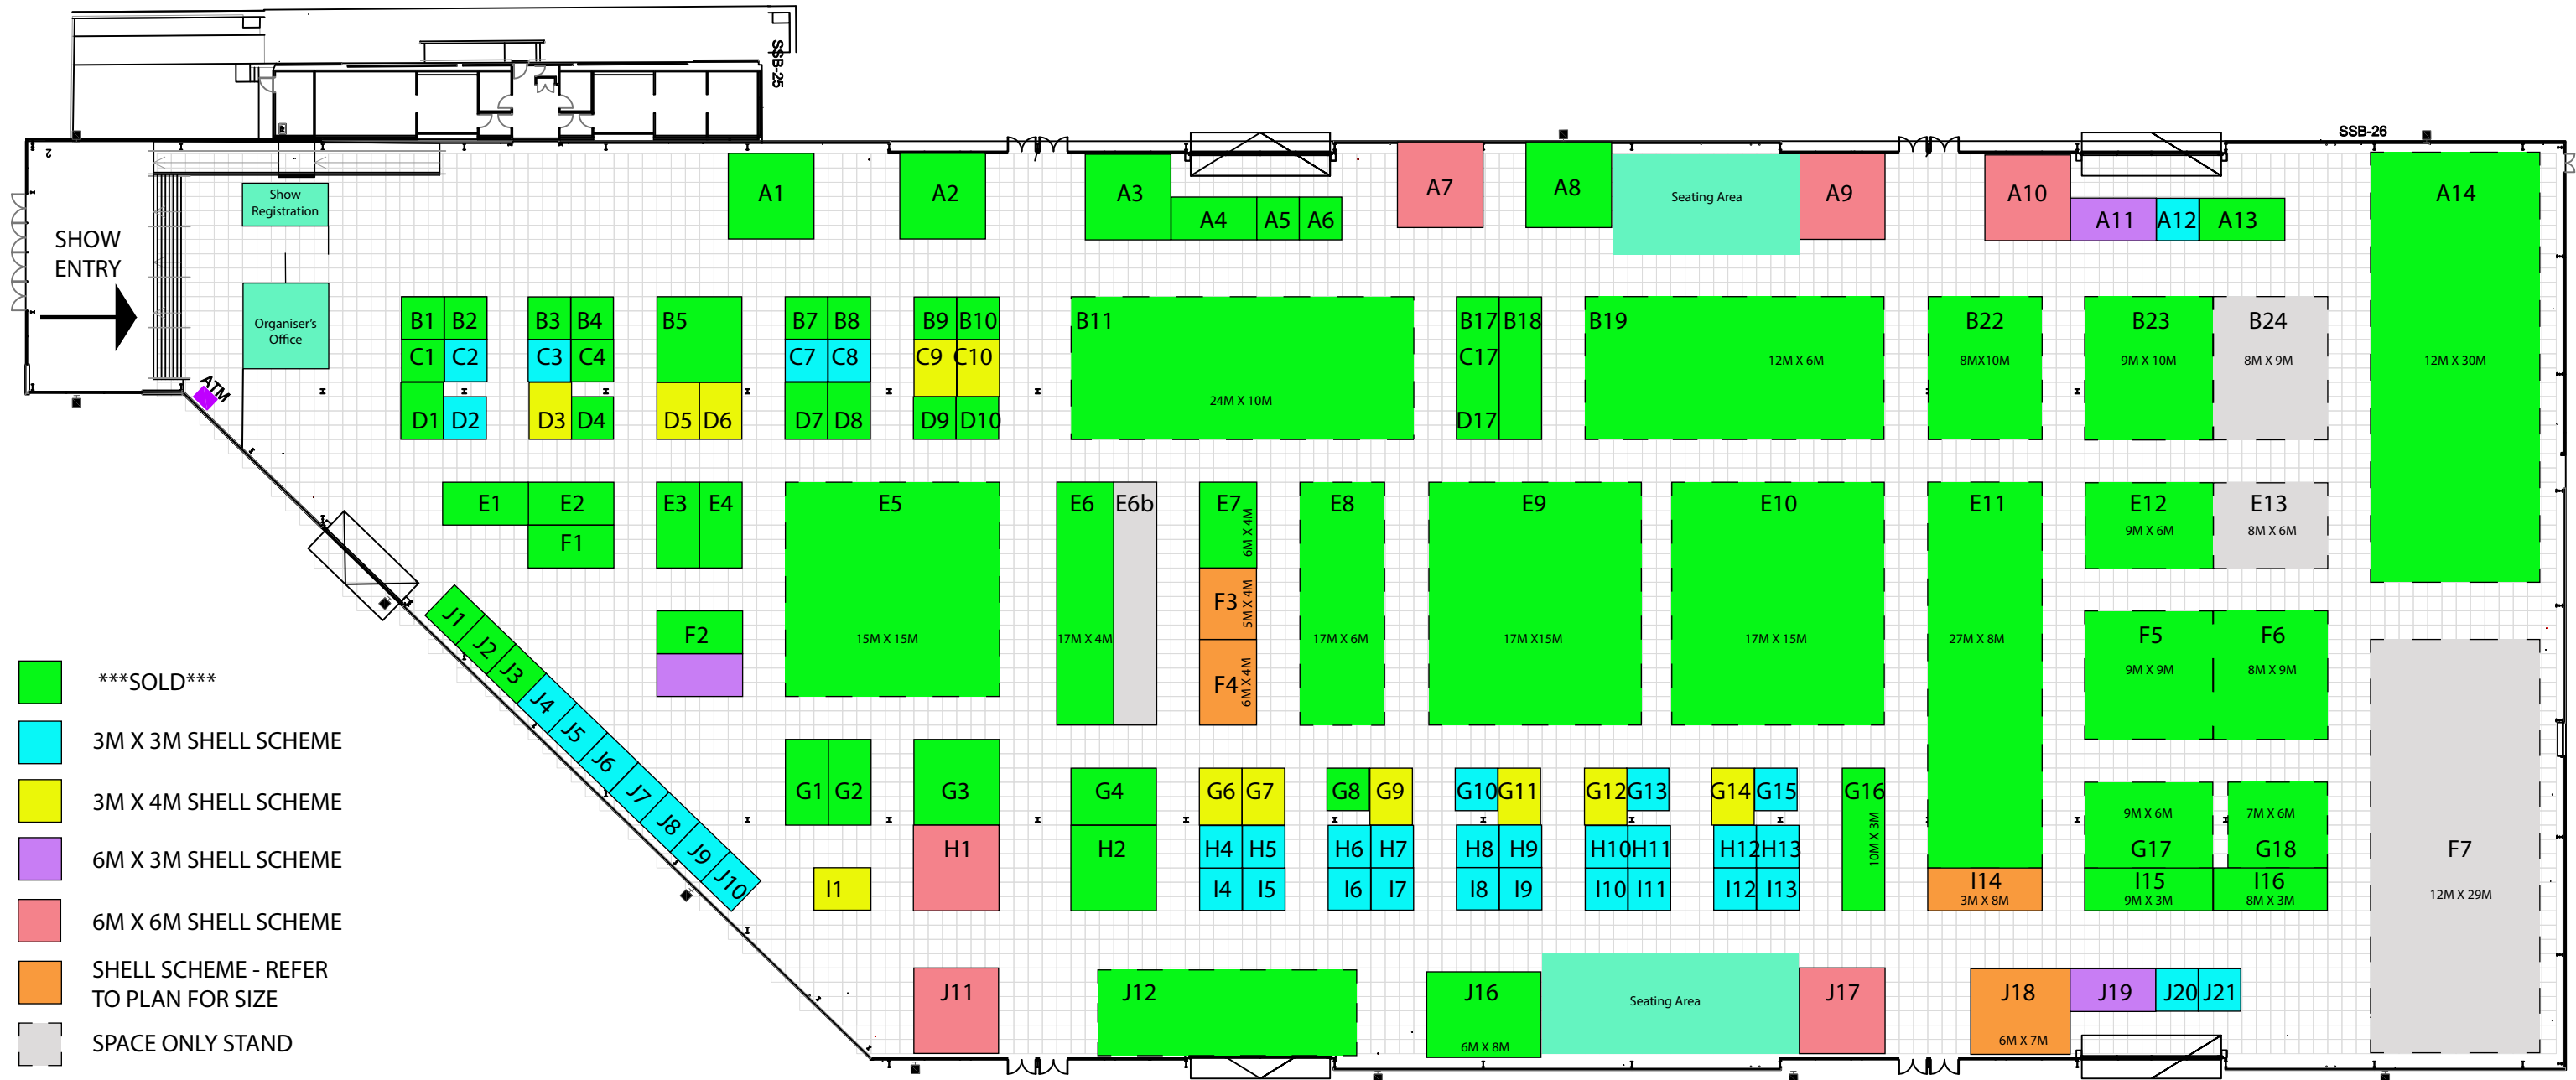 SSB-25
SSB-26
2
Show
Registration
SHOW
ENTRY
Organiser's
Office
ATM
A1
A2
A3
A4
A5
A6
A7
A8
Seating Area
A9
A10
A11
A12
A13
A14
12M X 30M
B1
B2
B3
B4
B5
B7
B8
B9
B10
B11
24M X 10M
B17
B18
B19
12M X 6M
B22
8MX10M
B23
9M X 10M
B24
8M X 9M
C1
C2
C3
C4
C7
C8
C9
C10
C17
D1
D2
D3
D4
D5
D6
D7
D8
D9
D10
D17
E1
E2
E3
E4
E5
15M X 15M
E6
17M X 4M
E6b
E7
6M X 4M
E8
17M X 6M
E9
17M X15M
E10
17M X 15M
E11
27M X 8M
E12
9M X 6M
E13
8M X 6M
F1
F2
F3
5M X 4M
F4
6M X 4M
F5
9M X 9M
F6
8M X 9M
F7
12M X 29M
G1
G2
G3
G4
G6
G7
G8
G9
G10
G11
G12
G13
G14
G15
G16
10M X 3M
9M X 6M
G17
7M X 6M
G18
H1
H2
H4
H5
H6
H7
H8
H9
H10
H11
H12
H13
I1
I4
I5
I6
I7
I8
I9
I10
I11
I12
I13
I14
3M X 8M
I15
9M X 3M
I16
8M X 3M
J1
J2
J3
J4
J5
J6
J7
J8
J9
J10
J11
J12
J16
6M X 8M
Seating Area
J17
J18
6M X 7M
J19
J20
J21
***SOLD***
3M X 3M SHELL SCHEME
3M X 4M SHELL SCHEME
6M X 3M SHELL SCHEME
6M X 6M SHELL SCHEME
SHELL SCHEME - REFER
TO PLAN FOR SIZE
SPACE ONLY STAND